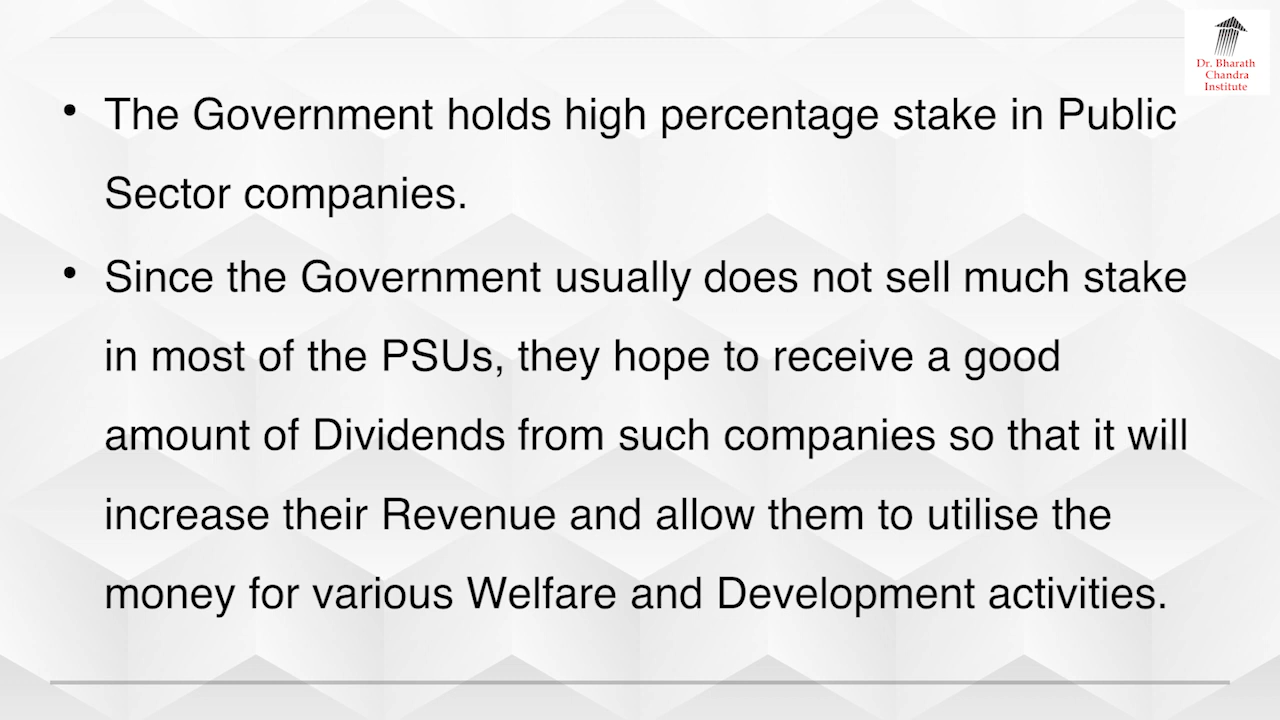 Dr. Bharath
Chandra
Institute
• The Government holds high percentage stake in Public
Sector companies.
• Since the Government usually does not sell much stake
in most of the PSUs, they hope to receive a good
amount of Dividends from such companies so that it will
increase their Revenue and allow them to utilise the
money for various Welfare and Development activities.